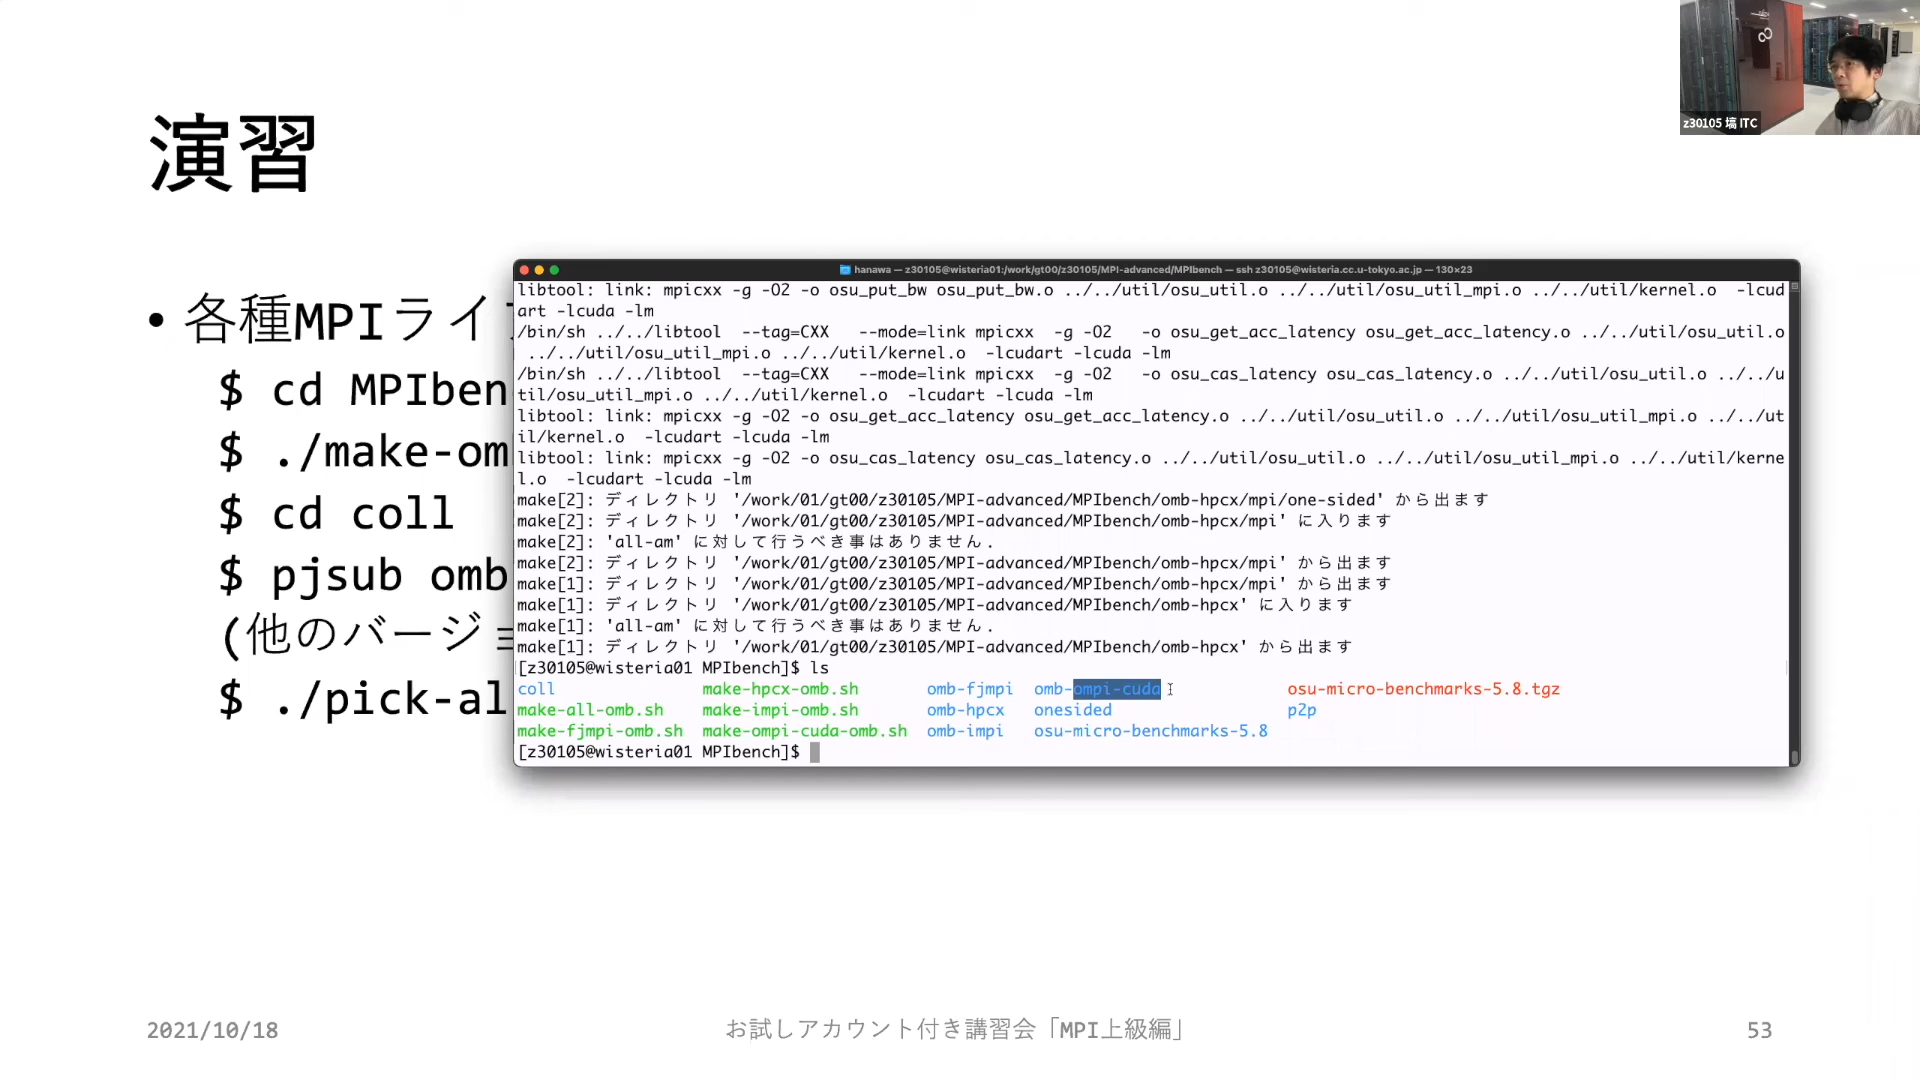 z30105 塙 ITC
演習
• 各種MPIライ
$ cd MPIben
$ ./make-om
$ cd coll
$ pjsub omb
(他のバージョ
$ ./pick-al
hanawa — z30105@wisteria01:/work/gt00/z30105/MPI-advanced/MPIbench — ssh z30105@wisteria.cc.u-tokyo.ac.jp — 130×23
libtool: link: mpicxx -g -O2 -o osu_put_bw osu_put_bw.o ../../util/osu_util.o ../../util/osu_util_mpi.o ../../util/kernel.o  -lcud
art -lcuda -lm
/bin/sh ../../libtool  --tag=CXX   --mode=link mpicxx  -g -O2   -o osu_get_acc_latency osu_get_acc_latency.o ../../util/osu_util.o
 ../../util/osu_util_mpi.o ../../util/kernel.o  -lcudart -lcuda -lm
/bin/sh ../../libtool  --tag=CXX   --mode=link mpicxx  -g -O2   -o osu_cas_latency osu_cas_latency.o ../../util/osu_util.o ../../u
til/osu_util_mpi.o ../../util/kernel.o  -lcudart -lcuda -lm
libtool: link: mpicxx -g -O2 -o osu_get_acc_latency osu_get_acc_latency.o ../../util/osu_util.o ../../util/osu_util_mpi.o ../../ut
il/kernel.o  -lcudart -lcuda -lm
libtool: link: mpicxx -g -O2 -o osu_cas_latency osu_cas_latency.o ../../util/osu_util.o ../../util/osu_util_mpi.o ../../util/kerne
l.o  -lcudart -lcuda -lm
make[2]: ディレクトリ '/work/01/gt00/z30105/MPI-advanced/MPIbench/omb-hpcx/mpi/one-sided' から出ます
make[2]: ディレクトリ '/work/01/gt00/z30105/MPI-advanced/MPIbench/omb-hpcx/mpi' に入ります
make[2]: 'all-am' に対して行うべき事はありません.
make[2]: ディレクトリ '/work/01/gt00/z30105/MPI-advanced/MPIbench/omb-hpcx/mpi' から出ます
make[1]: ディレクトリ '/work/01/gt00/z30105/MPI-advanced/MPIbench/omb-hpcx/mpi' から出ます
make[1]: ディレクトリ '/work/01/gt00/z30105/MPI-advanced/MPIbench/omb-hpcx' に入ります
make[1]: 'all-am' に対して行うべき事はありません.
make[1]: ディレクトリ '/work/01/gt00/z30105/MPI-advanced/MPIbench/omb-hpcx' から出ます
[z30105@wisteria01 MPIbench]$ ls
coll make-hpcx-omb.sh omb-fjmpi omb-ompi-cuda osu-micro-benchmarks-5.8.tgz
make-all-omb.sh make-impi-omb.sh omb-hpcx onesided p2p
make-fjmpi-omb.sh make-ompi-cuda-omb.sh omb-impi osu-micro-benchmarks-5.8
[z30105@wisteria01 MPIbench]$
2021/10/18
お試しアカウント付き講習会「MPI上級編」
53